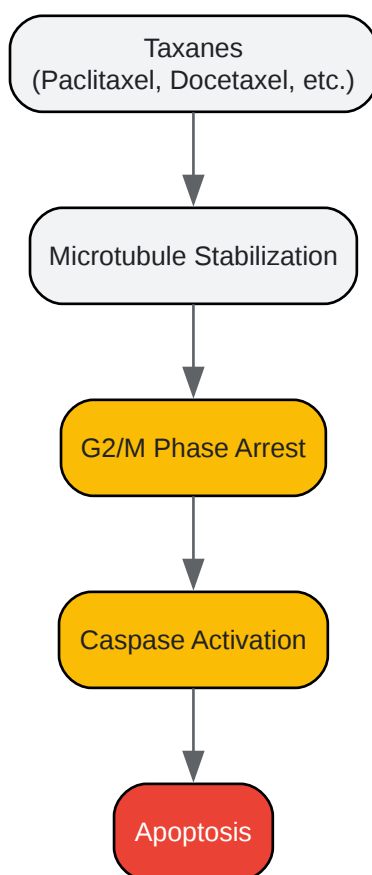 Taxanes
(Paclitaxel, Docetaxel, etc.)
Microtubule Stabilization
G2/M Phase Arrest
Caspase Activation
Apoptosis